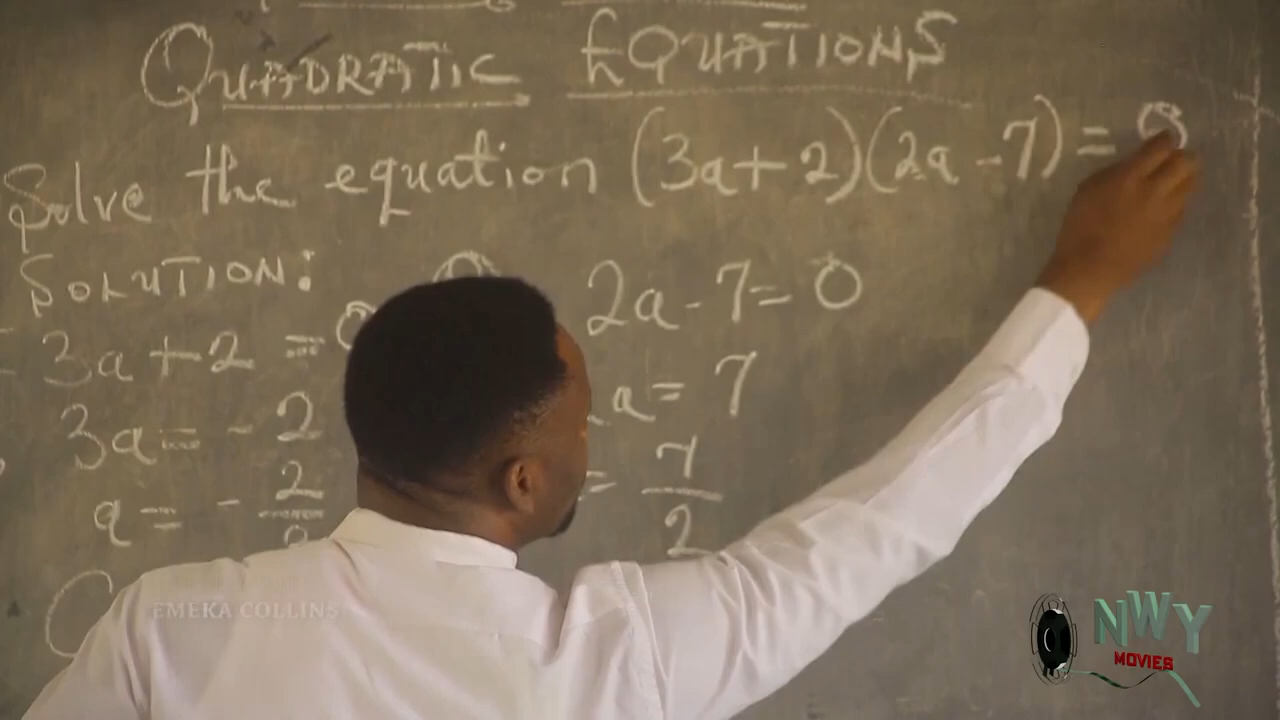 QUADRATIC EQUATIONS
Solve the equation (3a + 2)(2a - 7) = 0
SOLUTION:
3a + 2 = 0
2a - 7 = 0
3a = - 2
a = 7
a = - 2
= 7/2
EMEKA COLLINS
NWY
MOVIES